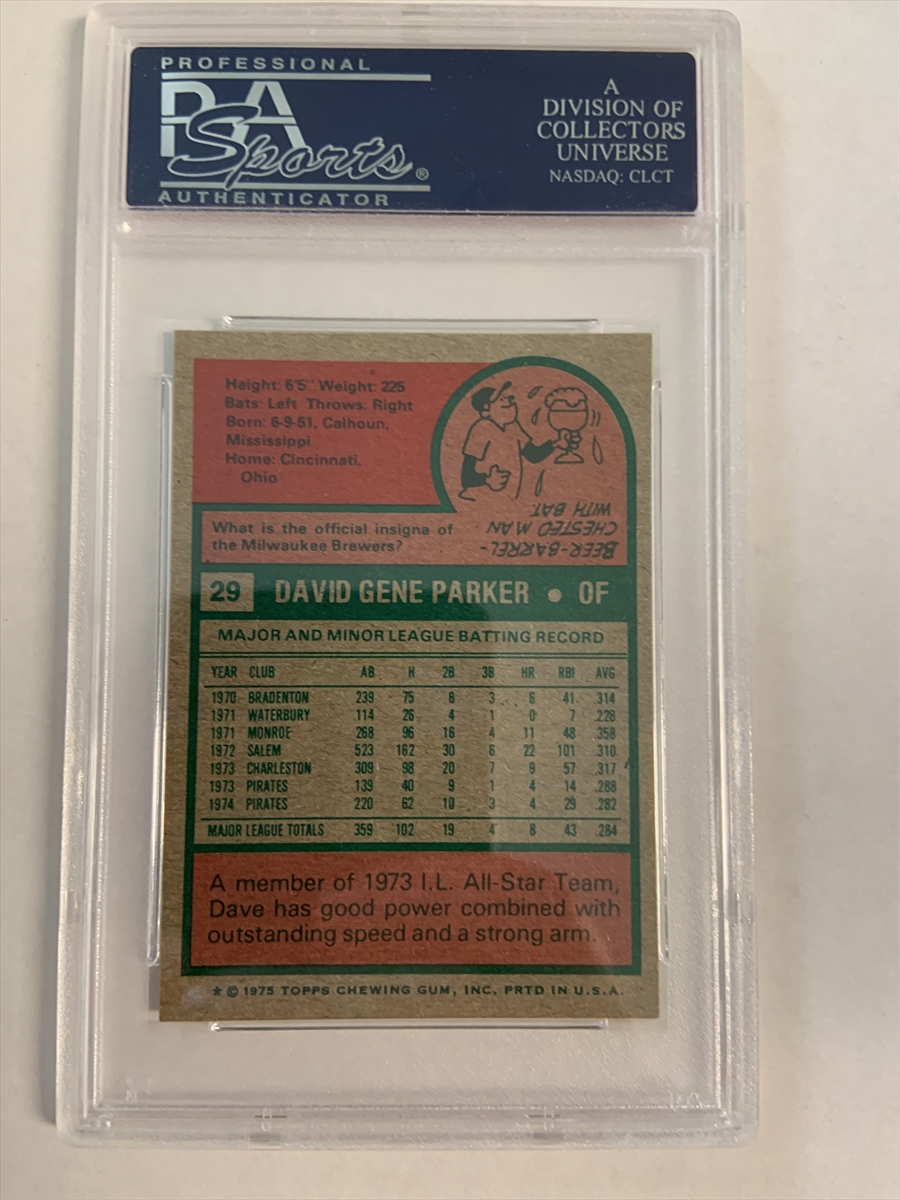 PROFESSIONAL
PSA
Sports®
AUTHENTICATOR
A
DIVISION OF
COLLECTORS
UNIVERSE
NASDAQ: CLCT
Height: 6'5" Weight: 225
Bats: Left Throws: Right
Born: 6-9-51, Calhoun,
Mississippi
Home: Cincinnati,
Ohio
What is the official insigna of
the Milwaukee Brewers?
BEER-BARREL-
CHESTED MAN
WITH BAT.
29 DAVID GENE PARKER • OF
MAJOR AND MINOR LEAGUE BATTING RECORD
YEAR CLUB AB H 2B 3B HR RBI AVG
1970 BRADENTON 239 75 8 3 6 41 .314
1971 WATERBURY 114 26 4 1 0 7 .228
1971 MONROE 268 96 16 4 11 48 .358
1972 SALEM 523 162 30 6 22 101 .310
1973 CHARLESTON 309 98 20 7 9 57 .317
1973 PIRATES 139 40 9 1 4 14 .288
1974 PIRATES 220 62 10 3 4 29 .282
MAJOR LEAGUE TOTALS 359 102 19 4 8 43 .284
A member of 1973 I.L. All-Star Team,
Dave has good power combined with
outstanding speed and a strong arm.
★ © 1975 TOPPS CHEWING GUM, INC. PRTD IN U.S.A.